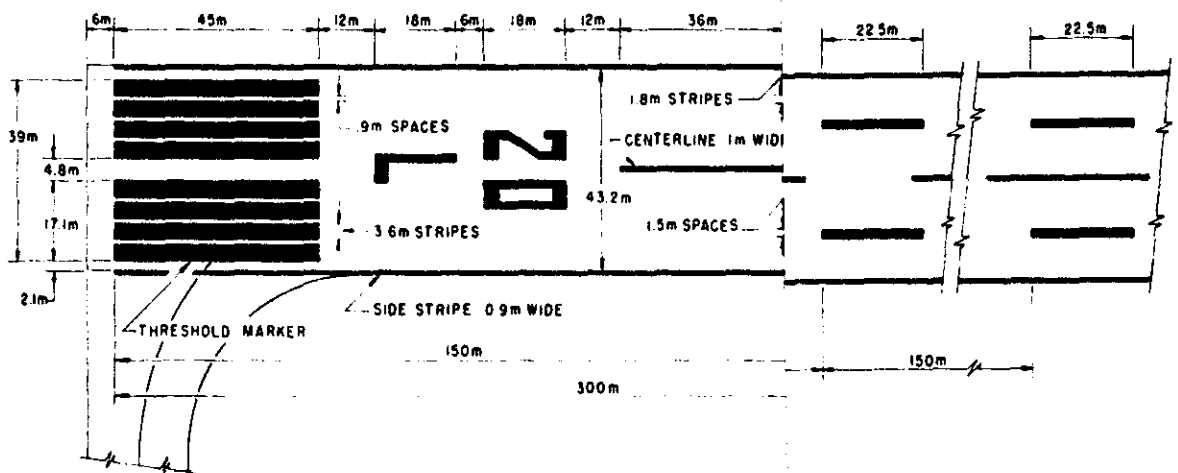 6m 45m 12m 18m 6m 18m 12m 36m 22.5m 22.5m
1.8m STRIPES
.9m SPACES
39m
CENTERLINE 1m WID
L
20
4.8m
43.2m
17.1m
3.6m STRIPES
1.5m SPACES
2.1m
SIDE STRIPE 0.9m WIDE
THRESHOLD MARKER
150m
150m
300m